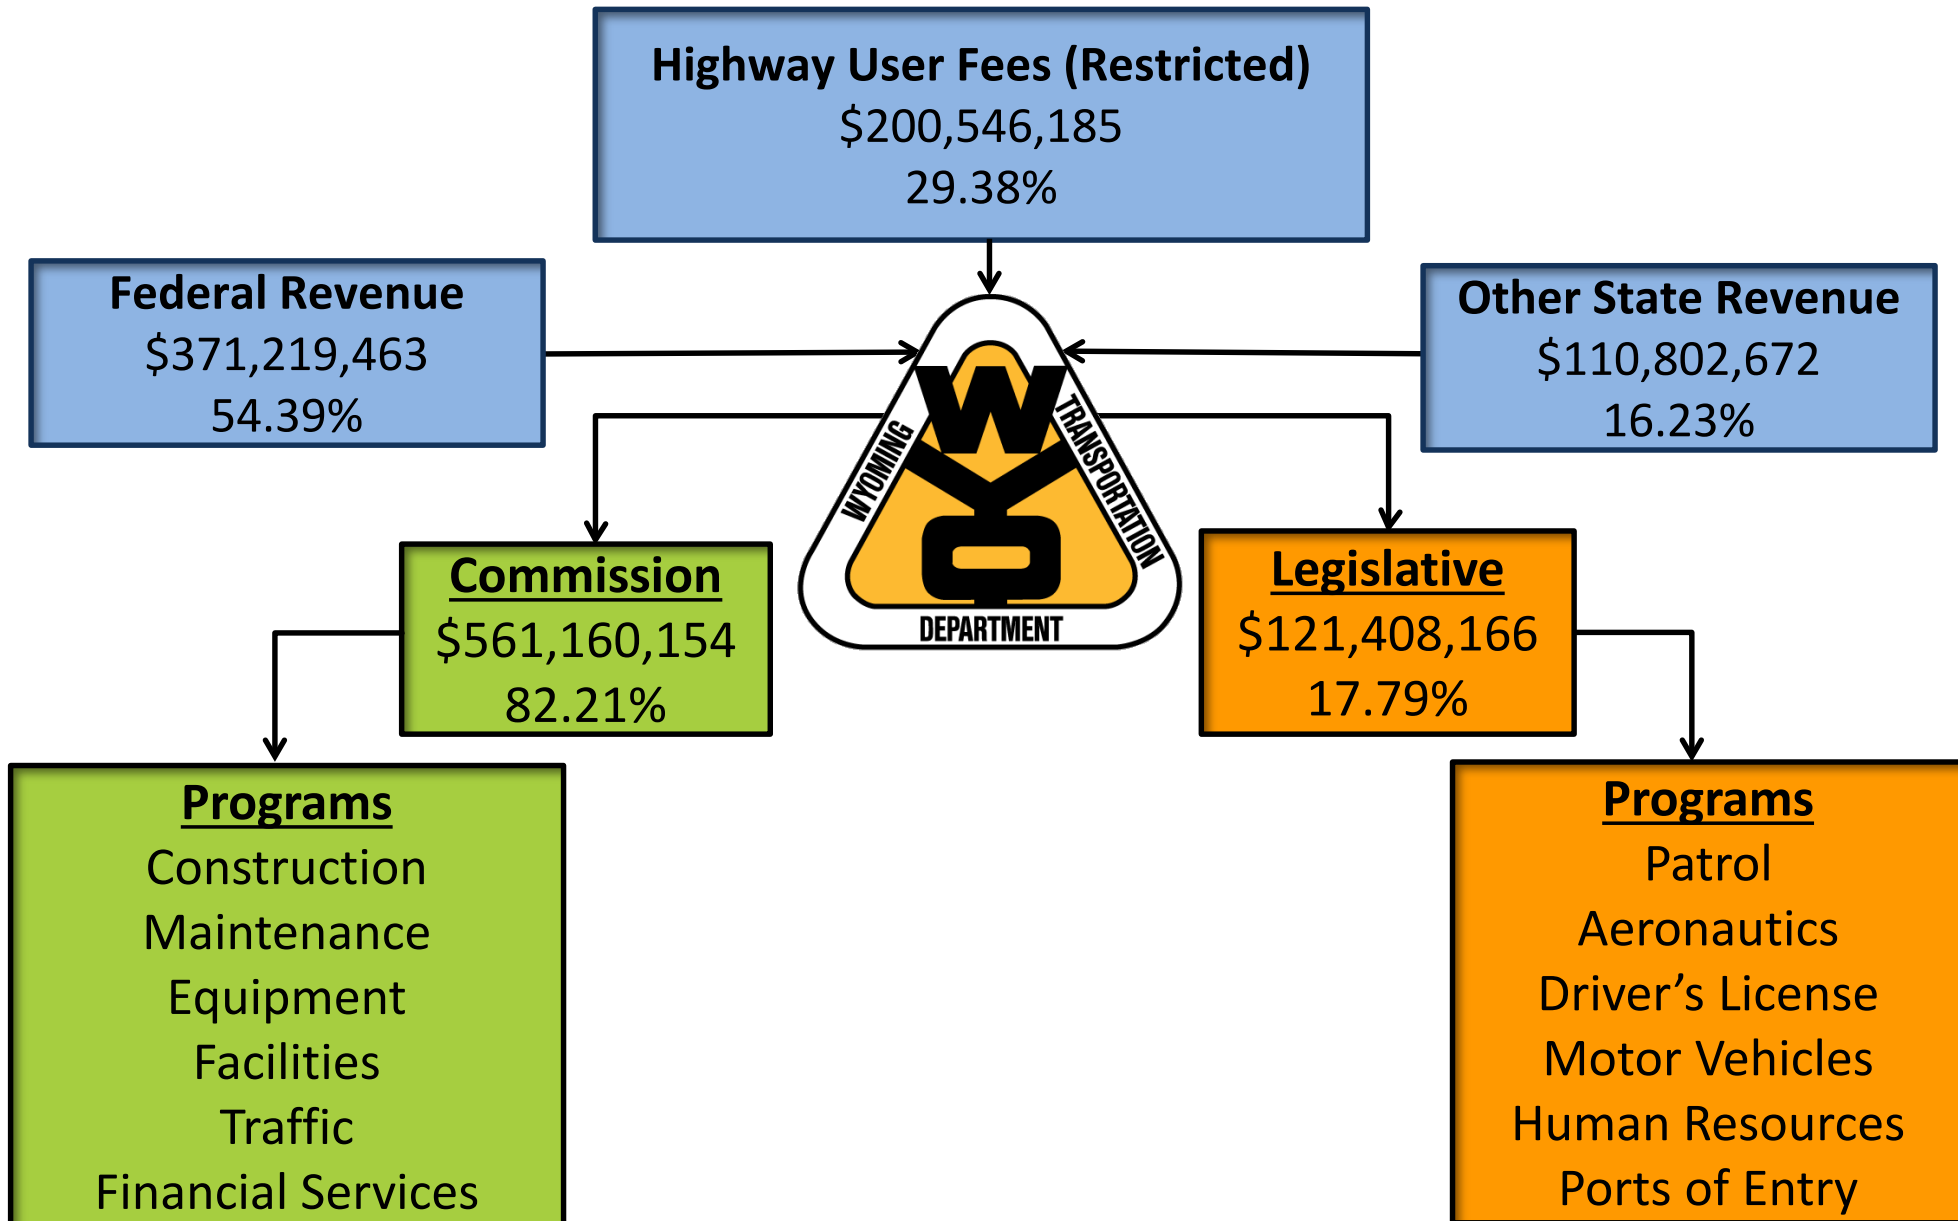 Highway User Fees (Restricted)
$200,546,185
29.38%
Federal Revenue
$371,219,463
54.39%
Other State Revenue
$110,802,672
16.23%
WYO
WYOMING
TRANSPORTATION
DEPARTMENT
Commission
$561,160,154
82.21%
Legislative
$121,408,166
17.79%
Programs
Construction
Maintenance
Equipment
Facilities
Traffic
Financial Services
Programs
Patrol
Aeronautics
Driver’s License
Motor Vehicles
Human Resources
Ports of Entry